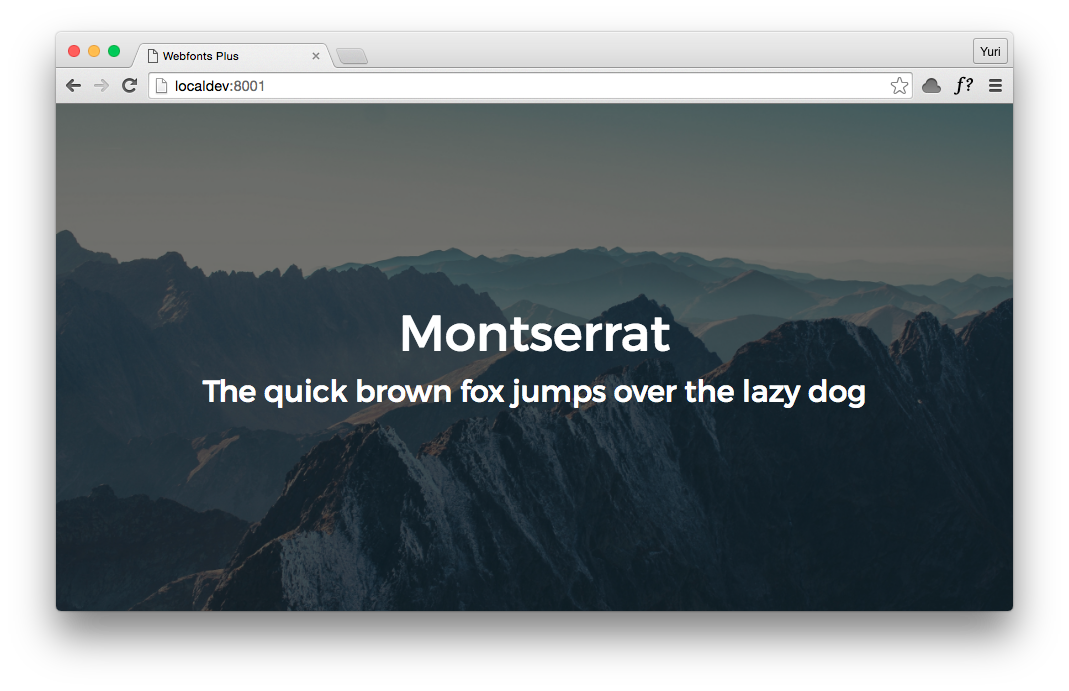 Webfonts Plus
Yuri
localdev:8001
f?
Montserrat
The quick brown fox jumps over the lazy dog